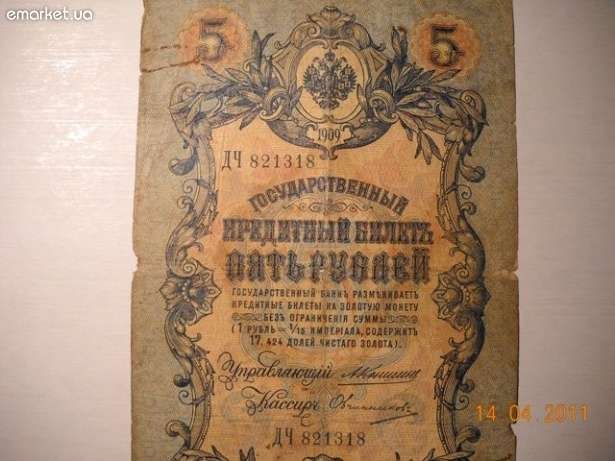 emarket.ua
5 5
1909
ДЧ 821318
ГОСУДАРСТВЕННЫЙ
КРЕДИТНЫЙ БИЛЕТЪ
ПЯТЬ РУБЛЕЙ
ГОСУДАРСТВЕННЫЙ БАНКЪ РАЗМѢНИВАЕТЪ
КРЕДИТНЫЕ БИЛЕТЫ НА ЗОЛОТУЮ МОНЕТУ
БЕЗЪ ОГРАНИЧЕНІЯ СУММЫ
(1 РУБЛЬ = 1/15 ИМПЕРІАЛА, СОДЕРЖИТЪ
17,424 ДОЛЕЙ ЧИСТАГО ЗОЛОТА).
Управляющій
Кассиръ Овчинниковъ
ДЧ 821318
14.04.2011